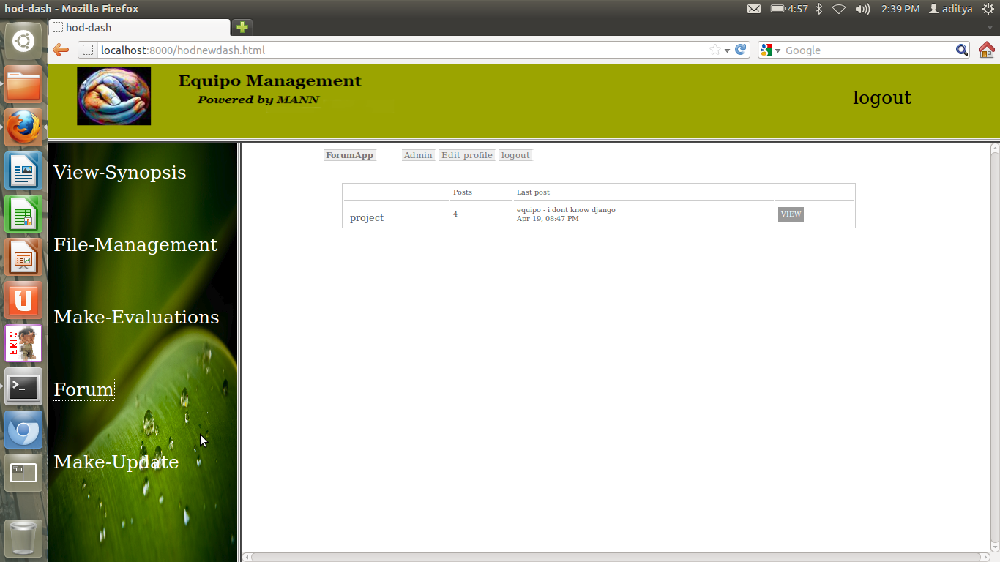 hod-dash - Mozilla Firefox
4:57
2:39 PM
aditya
hod-dash
localhost:8000/hodnewdash.html
Google
Equipo Management
Powered by MANN
logout
View-Synopsis
File-Management
Make-Evaluations
Forum
Make-Update
ForumApp Admin Edit profile logout
Posts Last post
project 4 equipo - i dont know django
Apr 19, 08:47 PM
VIEW
ERIC